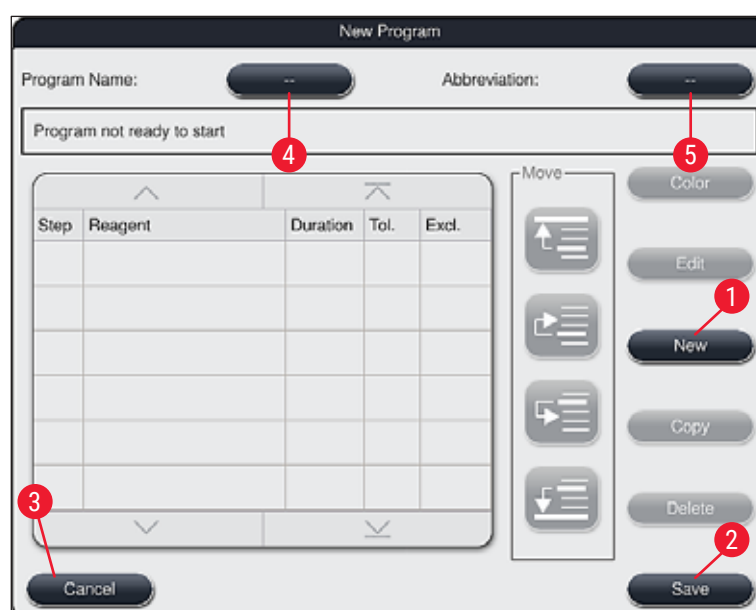 New Program
Program Name: -- Abbreviation: --
4 5
Program not ready to start
Move
Color
Step Reagent Duration Tol. Excl.
Edit
1
New
Copy
3
Delete
2
Cancel Save